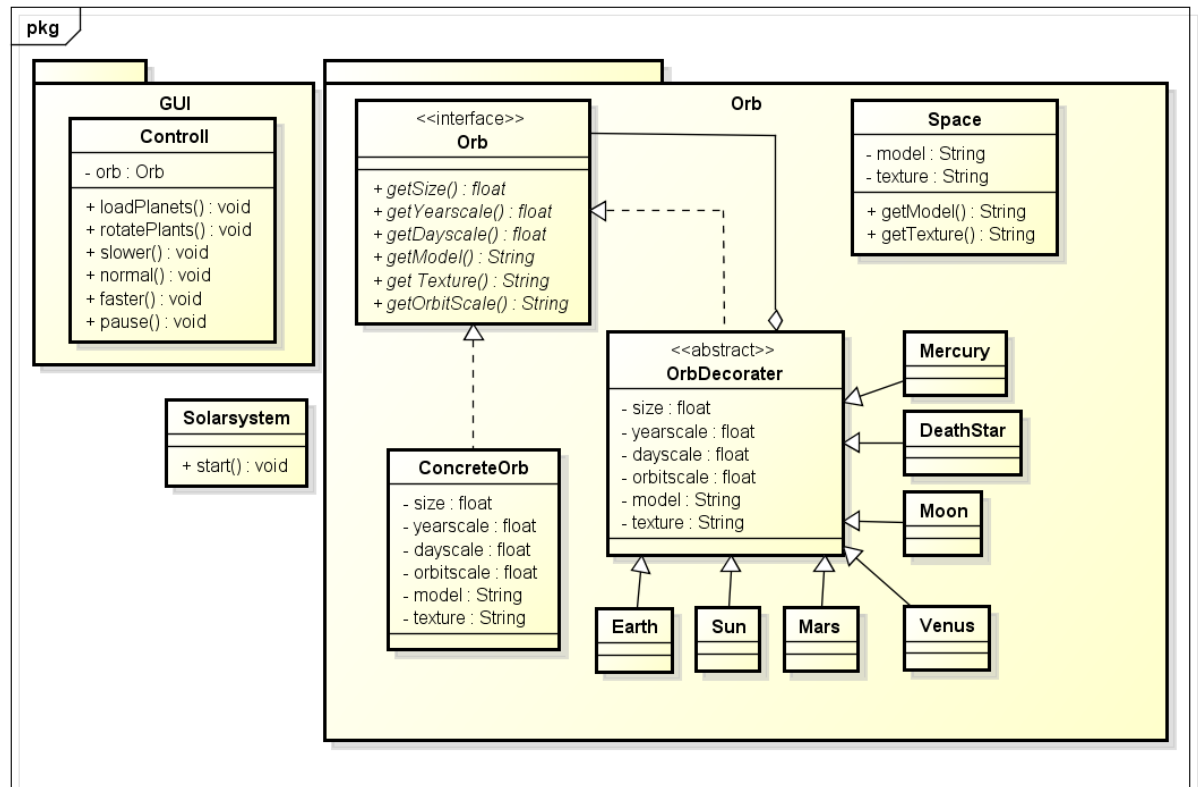 pkg
GUI
Controll
- orb : Orb
+ loadPlanets() : void
+ rotatePlants() : void
+ slower() : void
+ normal() : void
+ faster() : void
+ pause() : void
Solarsystem
+ start() : void
Orb
<<interface>>
Orb
+ getSize() : float
+ getYearscale() : float
+ getDayscale() : float
+ getModel() : String
+ get Texture() : String
+ getOrbitScale() : String
Space
- model : String
- texture : String
+ getModel() : String
+ getTexture() : String
ConcreteOrb
- size : float
- yearscale : float
- dayscale : float
- orbitscale : float
- model : String
- texture : String
<<abstract>>
OrbDecorater
- size : float
- yearscale : float
- dayscale : float
- orbitscale : float
- model : String
- texture : String
Mercury
DeathStar
Moon
Earth
Sun
Mars
Venus